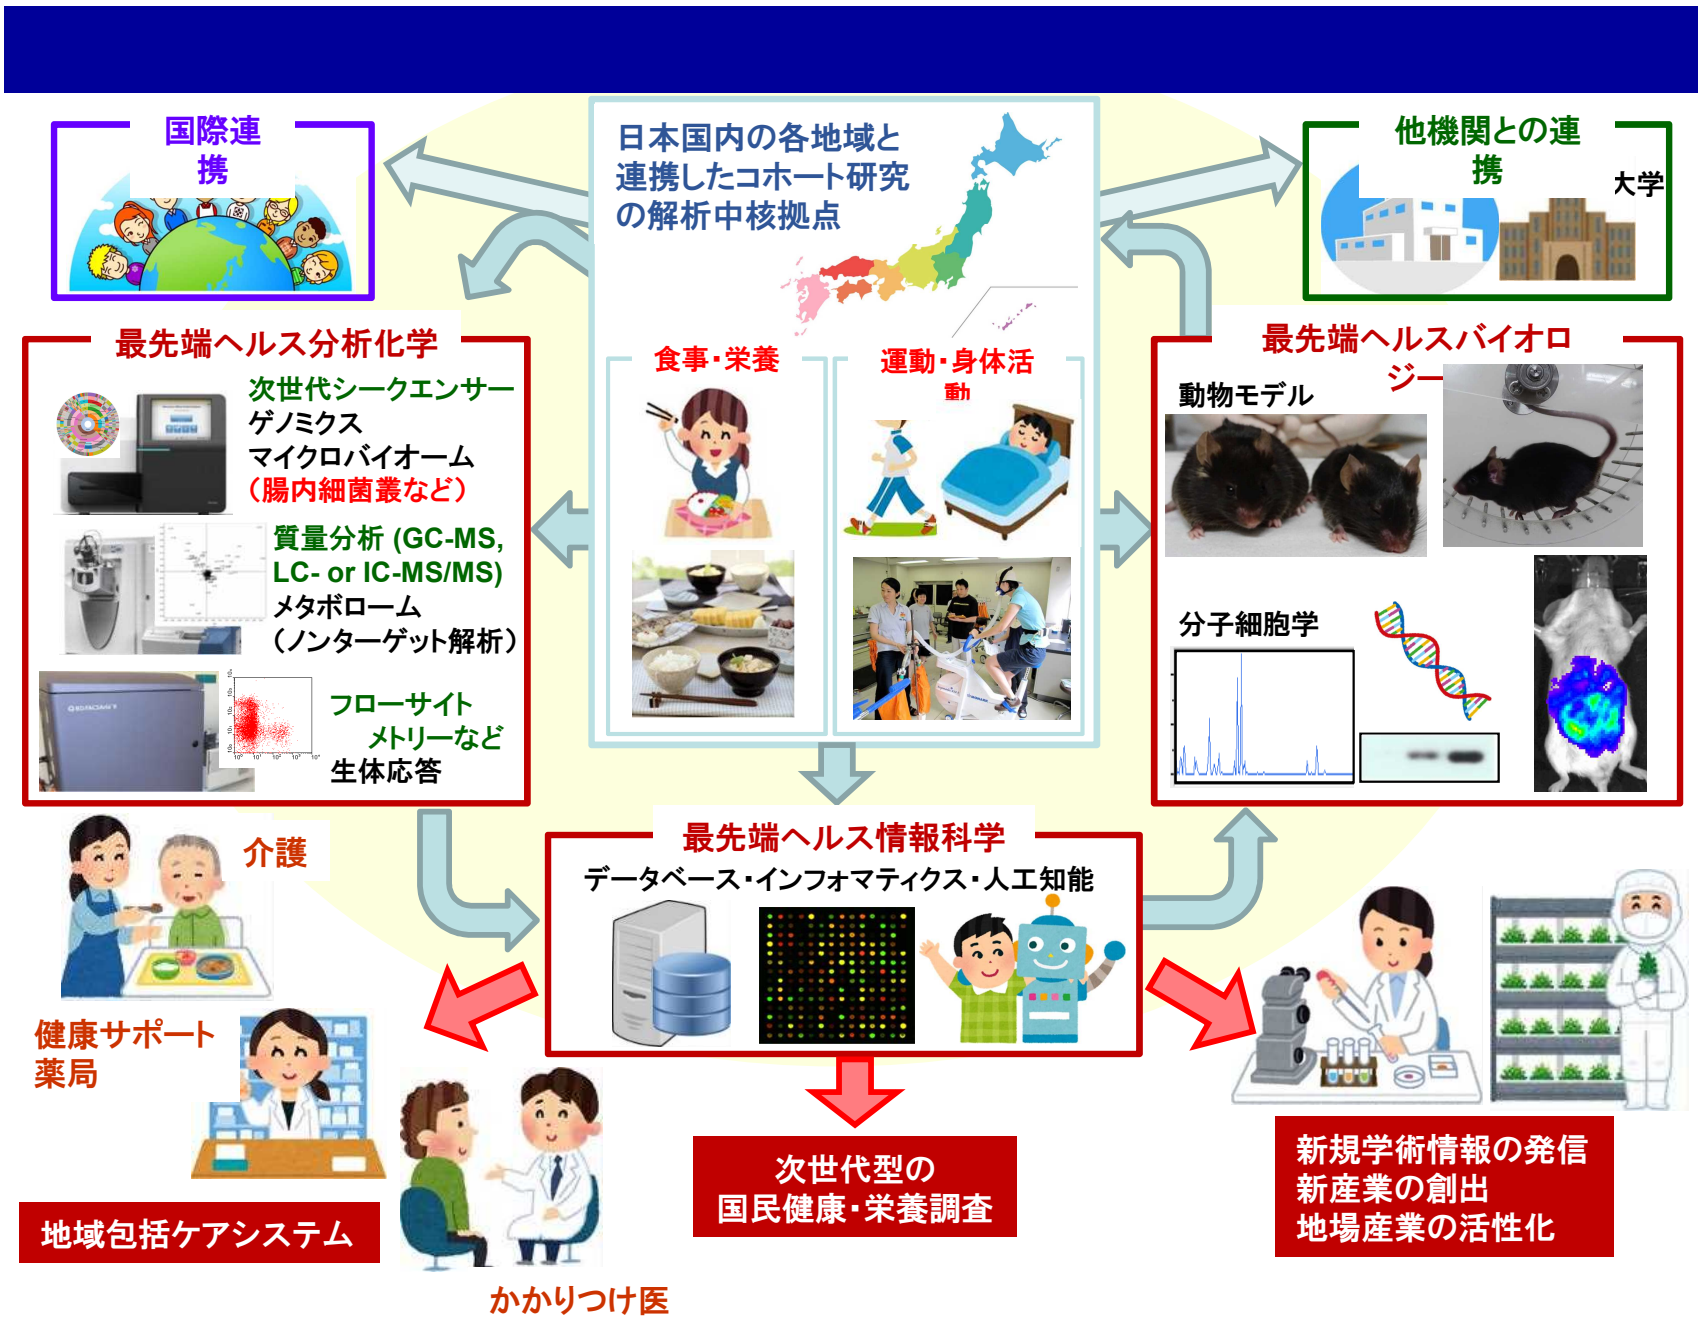 国際連
携
日本国内の各地域と
連携したコホート研究
の解析中核拠点
他機関との連
携
大学
最先端ヘルス分析化学
次世代シークエンサー
ゲノミクス
マイクロバイオーム
（腸内細菌叢など）
質量分析 (GC-MS,
LC- or IC-MS/MS)
メタボローム
（ノンターゲット解析）
フローサイト
メトリーなど
生体応答
食事・栄養
運動・身体活
動
最先端ヘルスバイオロ
ジー
動物モデル
分子細胞学
最先端ヘルス情報科学
データベース・インフォマティクス・人工知能
介護
健康サポート
薬局
かかりつけ医
地域包括ケアシステム
次世代型の
国民健康・栄養調査
新規学術情報の発信
新産業の創出
地場産業の活性化